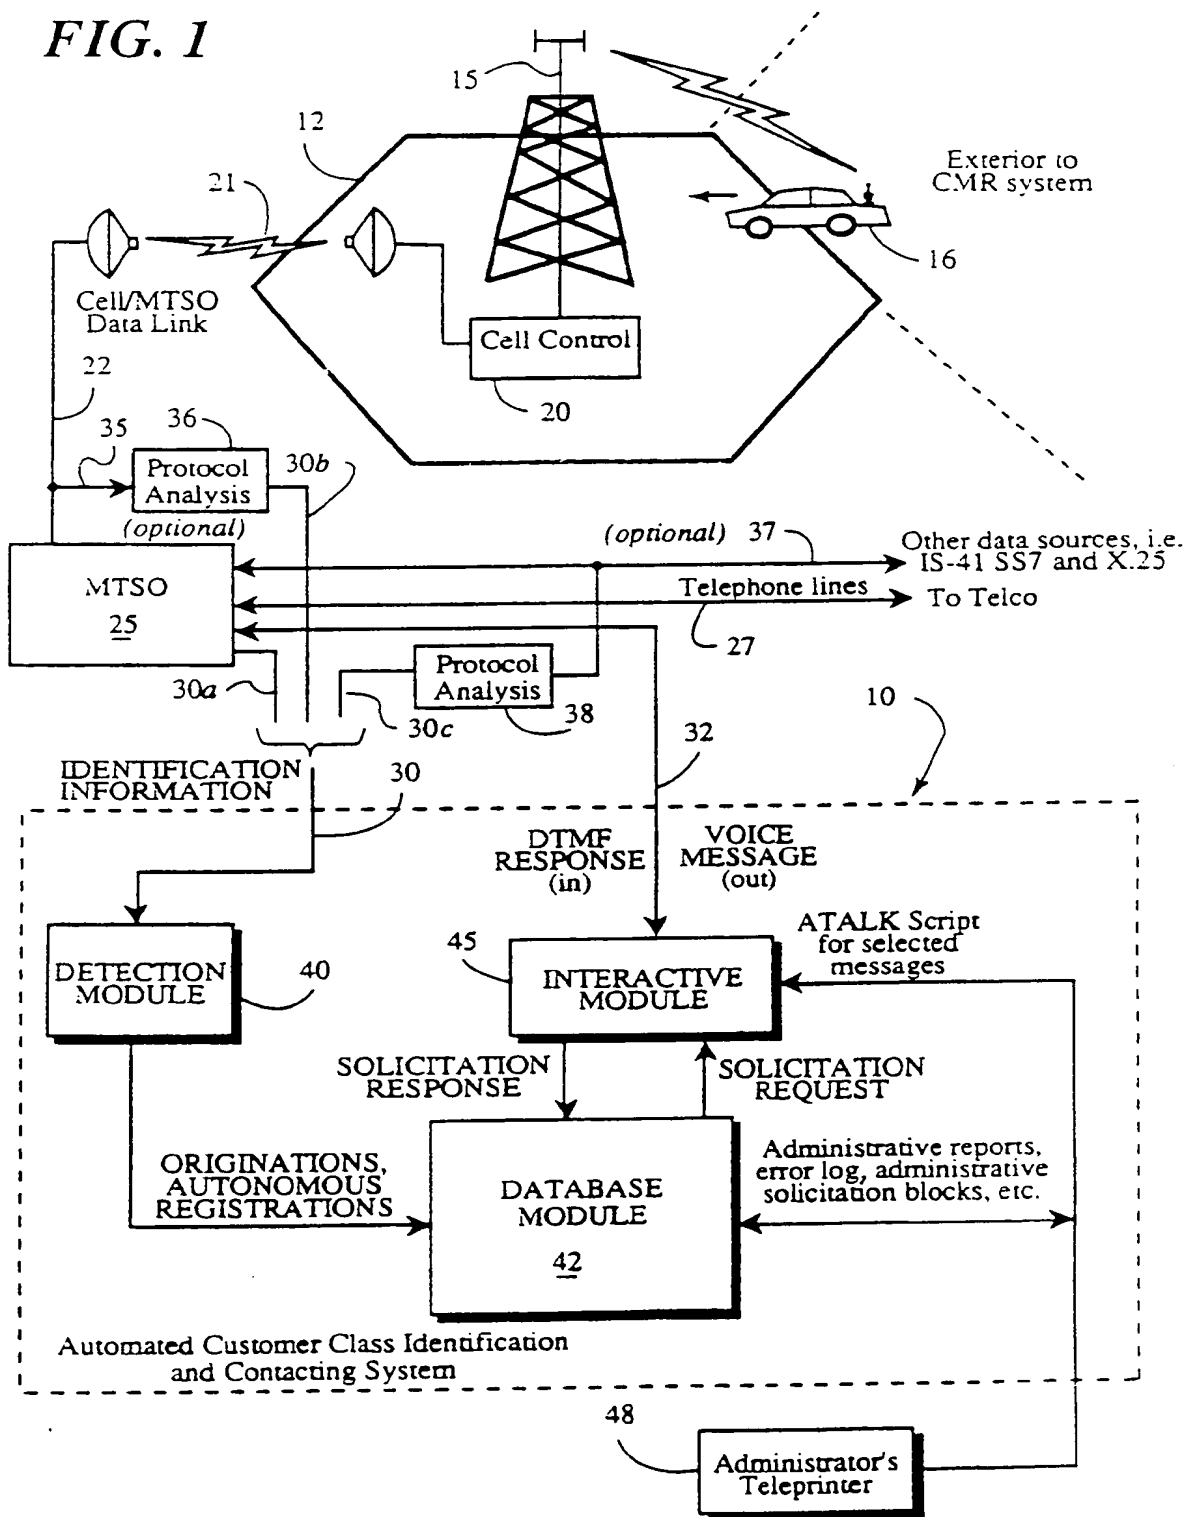 FIG. 1
15
12
21
Exterior to
CMR system
16
Cell/MTSO
Data Link
Cell Control
20
22
35
36
Protocol
Analysis
(optional)
30b
(optional)
37
Other data sources, i.e.
IS-41 SS7 and X.25
MTSO
25
Telephone lines
To Telco
27
30a
Protocol
Analysis
30c
38
10
32
IDENTIFICATION
INFORMATION
30
DTMF
RESPONSE
(in)
VOICE
MESSAGE
(out)
ATALK Script
for selected
messages
DETECTION
MODULE
40
45
INTERACTIVE
MODULE
SOLICITATION
RESPONSE
SOLICITATION
REQUEST
ORIGINATIONS,
AUTONOMOUS
REGISTRATIONS
DATABASE
MODULE
42
Administrative reports,
error log, administrative
solicitation blocks, etc.
Automated Customer Class Identification
and Contacting System
48
Administrator's
Teleprinter